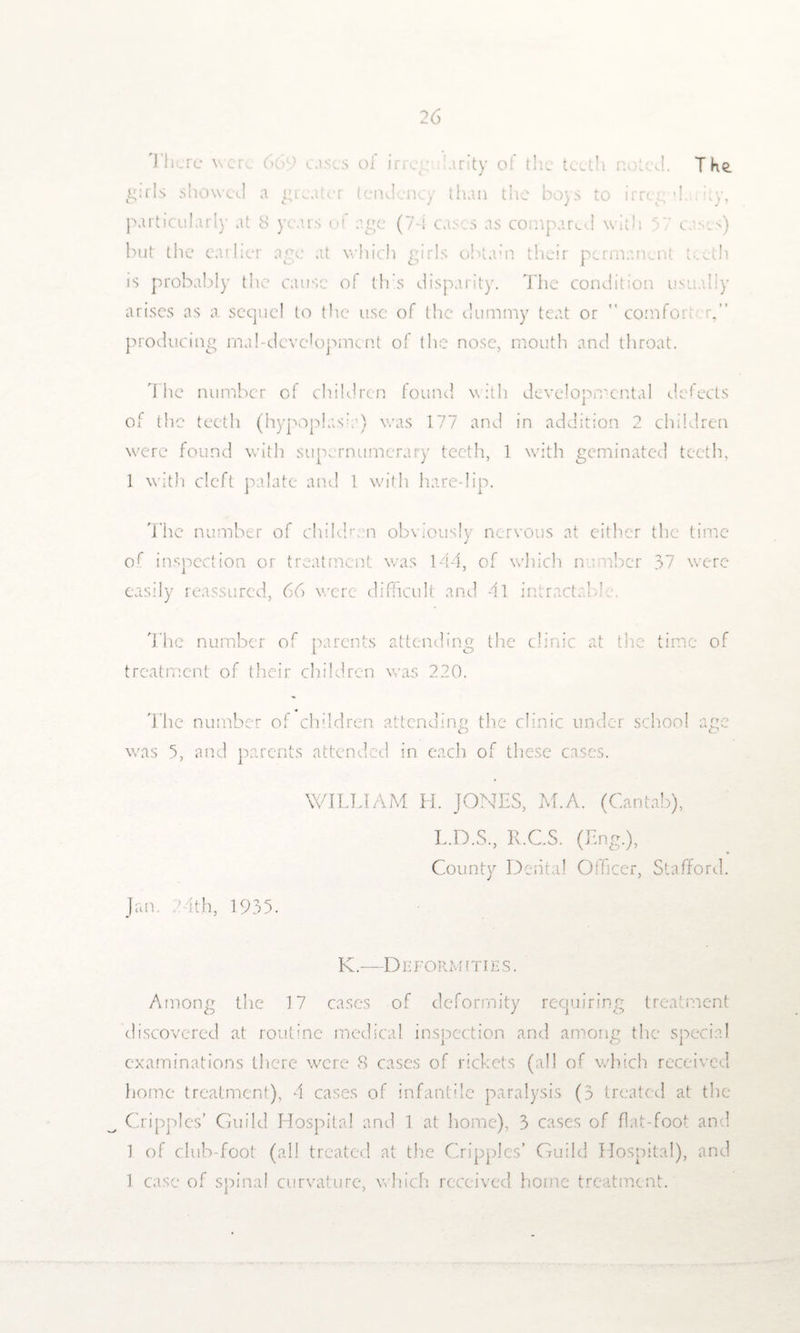 26
There were 669 cases of irregularity of the teeth noted. The
girls showed a greater tendency than the boys to irregularity,
particularly at 8 years of age (74 cases as compared with 57 cases)
but the earlier age at which girls obtain their permanent teeth
is probably the cause of this disparity. The condition usually
arises as a sequel to the use of the dummy teat or "comforter,"
producing mal-development of the nose, mouth and throat.
The number of children found with developmental defects
of the teeth (hypoplasia) was 177 and in addition 2 children
were found with supernumerary teeth, 1 with geminated teeth,
1 with cleft palate and 1 with hare-lip.
The number of children obviously nervous at either the time
of inspection or treatment was 144, of which number 37 were
easily reassured, 66 were difficult and 41 intractable.
The number of parents attending the clinic at the time of
treatment of their children was 220.
The number of children attending the clinic under school age
was 5, and parents attended in each of these cases.
WILLIAM H. JONES, M.A. (Cantab),
L.D.S., R.C.S. (Eng.),
County Dental Officer, Stafford.
Jan. 24th, 1935.
K.—DEFORMITIES.
Among the 17 cases of deformity requiring treatment
discovered at routine medical inspection and among the special
examinations there were 8 cases of rickets (all of which received
home treatment), 4 cases of infantile paralysis (3 treated at the
Cripples' Guild Hospital and 1 at home), 3 cases of flat-foot and
1 of club-foot (all treated at the Cripples' Guild Hospital), and
1 case of spinal curvature, which received home treatment.